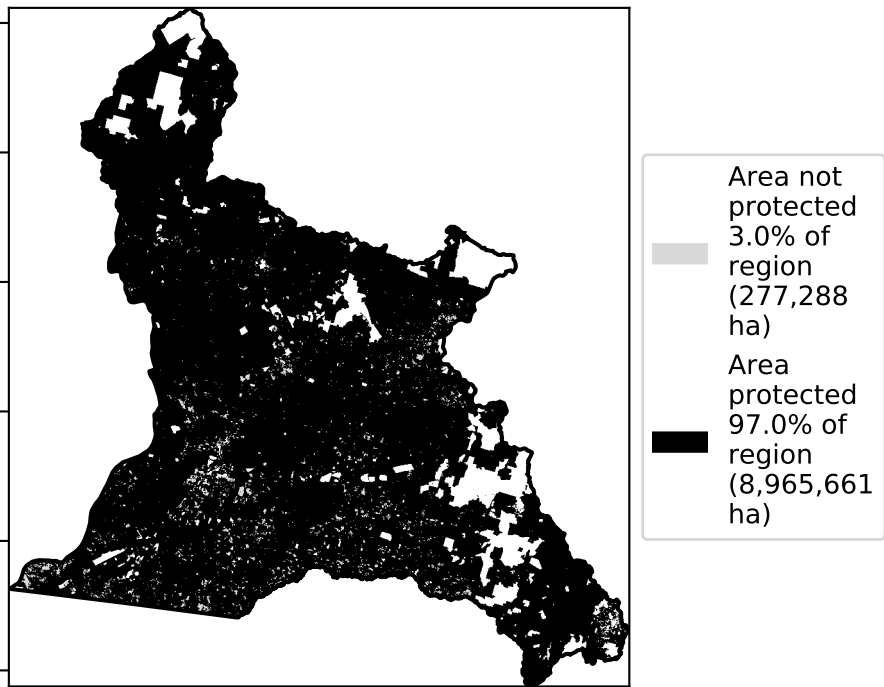 Area not
protected
3.0% of
region
(277,288
ha)
Area
protected
97.0% of
region
(8,965,661
ha)